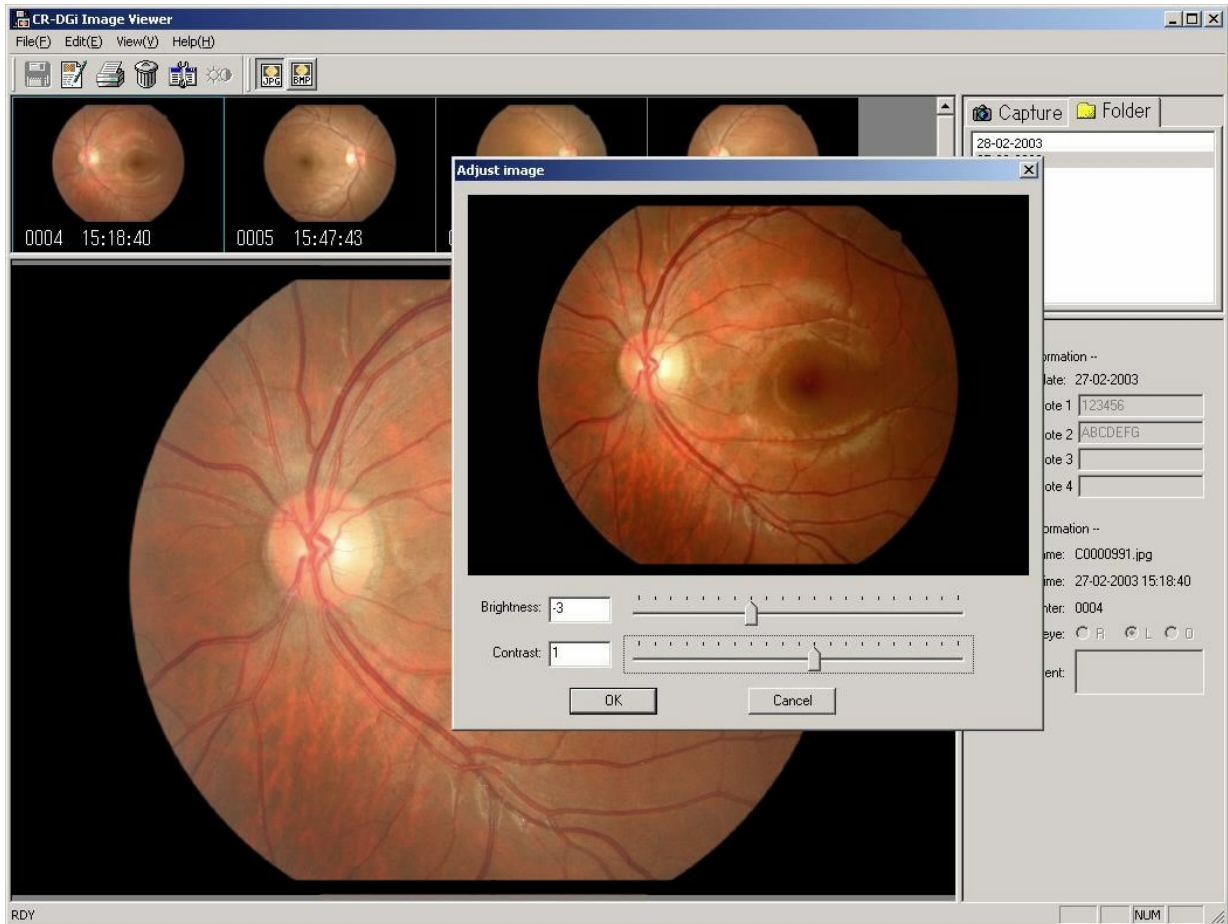 CR-DGi Image Viewer
File(F) Edit(E) View(V) Help(H)
JPG BMP
Capture Folder
28-02-2003
0004 15:18:40
0005 15:47:43
Adjust image
Brightness: -3
Contrast: 1
OK Cancel
rmation --
late: 27-02-2003
ote 1 123456
ote 2 ABCDEFG
ote 3
ote 4
rmation --
me: C0000991.jpg
ime: 27-02-2003 15:18:40
nter: 0004
eye: R L O
ent:
RDY
NUM